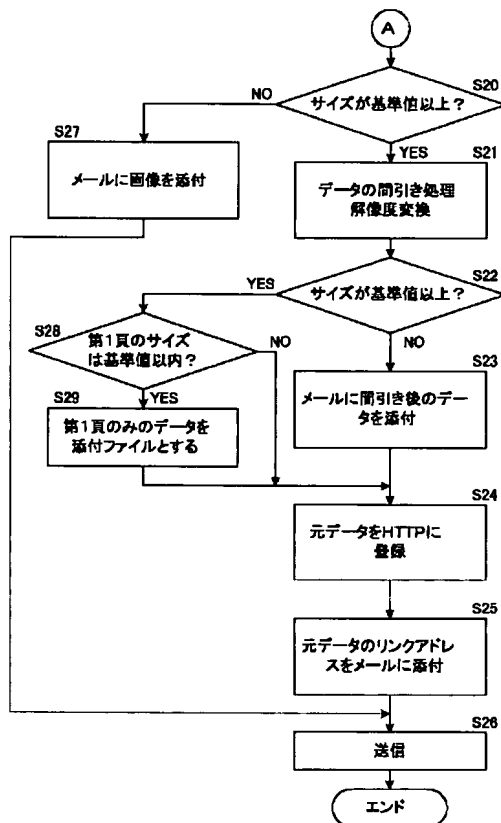 A
S20
サイズが基準値以上？
NO
YES
S27
メールに画像を添付
S21
データの間引き処理
解像度変換
S22
サイズが基準値以上？
YES
NO
S28
第1頁のサイズ
は基準値以内？
NO
YES
S23
メールに間引き後のデー
タを添付
S29
第1頁のみのデータを
添付ファイルとする
S24
元データをHTTPに
登録
S25
元データのリンクアドレ
スをメールに添付
S26
送信
エンド